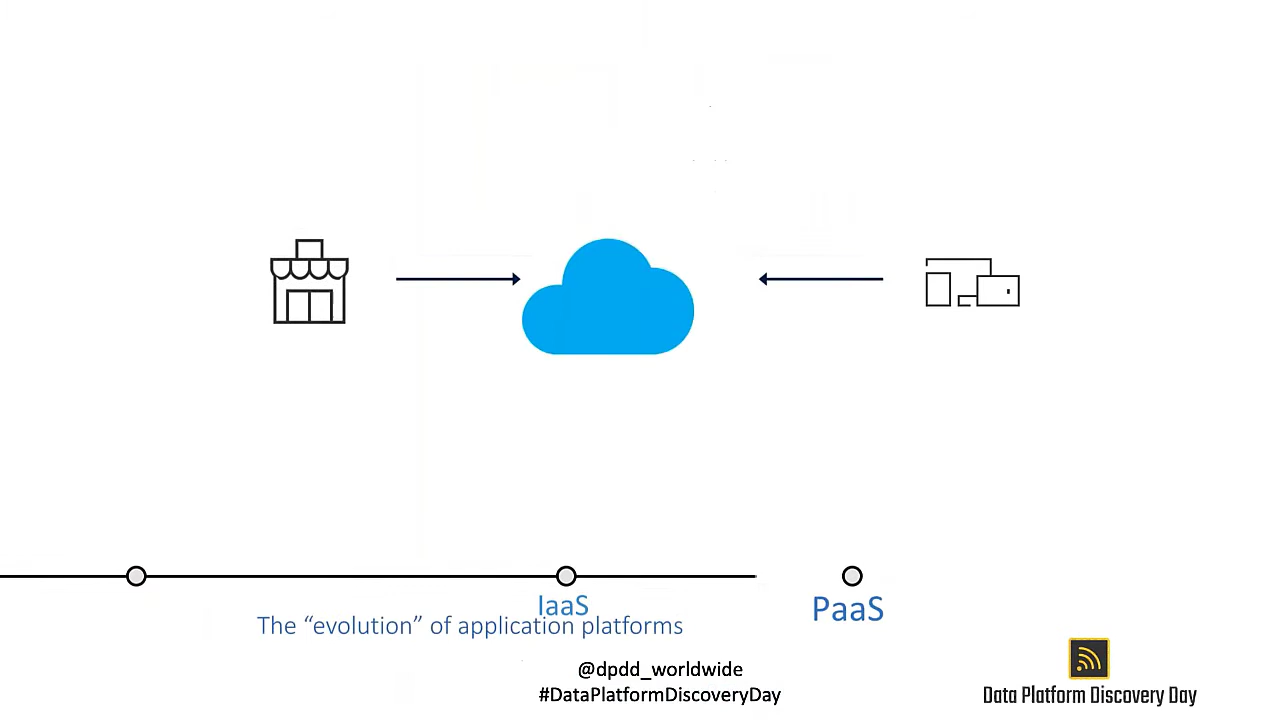 IaaS
PaaS
The “evolution” of application platforms
@dpdd_worldwide
#DataPlatformDiscoveryDay
Data Platform Discovery Day